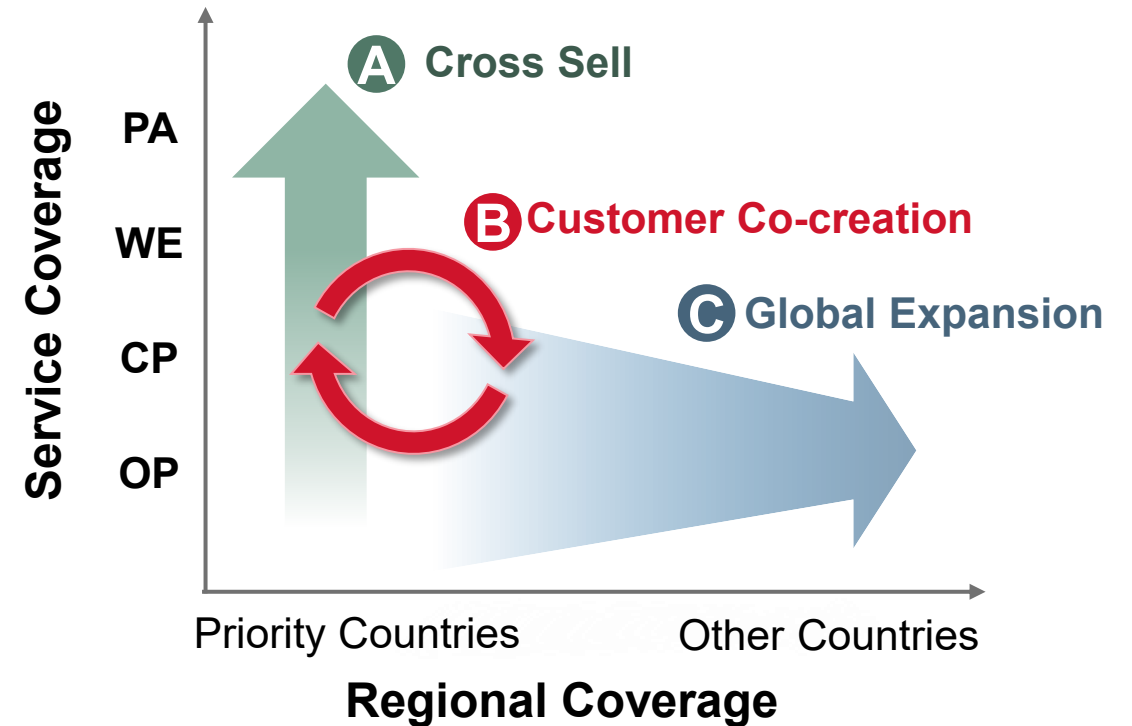 A Cross Sell
PA
B Customer Co-creation
WE
C Global Expansion
CP
OP
Service Coverage
Priority Countries
Other Countries
Regional Coverage